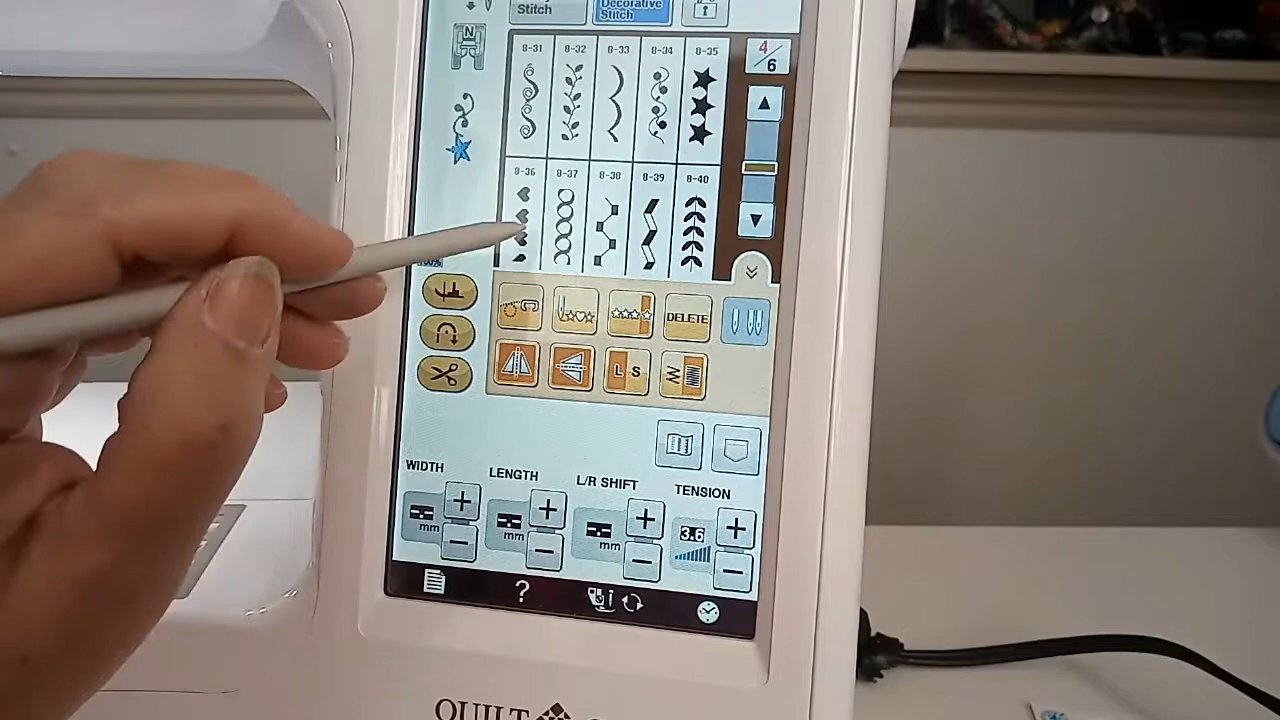 Stitch
Decorative
Stitch
N
8-31 8-32 8-33 8-34 8-35
4/6
8-36 8-37 8-38 8-39 8-40
DELETE
L S
WIDTH LENGTH L/R SHIFT TENSION
mm mm mm 3.6
?
i
QUILT